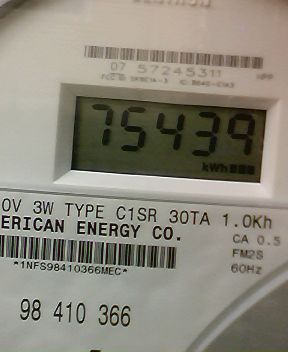 07 57245311
75439
kWh
0V 3W TYPE C1SR 30TA 1.0Kh
ERICAN ENERGY CO.
CA 0.5
FM2S
*1NFS98410366MEC*
60Hz
98 410 366